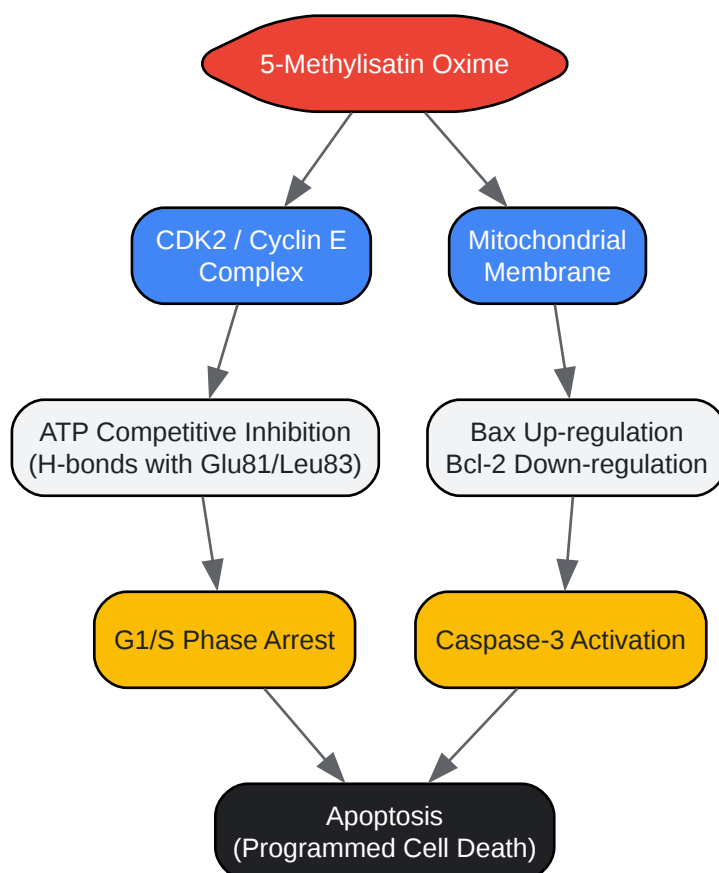 5-Methylisatin Oxime
CDK2 / Cyclin E
Complex
Mitochondrial
Membrane
ATP Competitive Inhibition
(H-bonds with Glu81/Leu83)
Bax Up-regulation
Bcl-2 Down-regulation
G1/S Phase Arrest
Caspase-3 Activation
Apoptosis
(Programmed Cell Death)